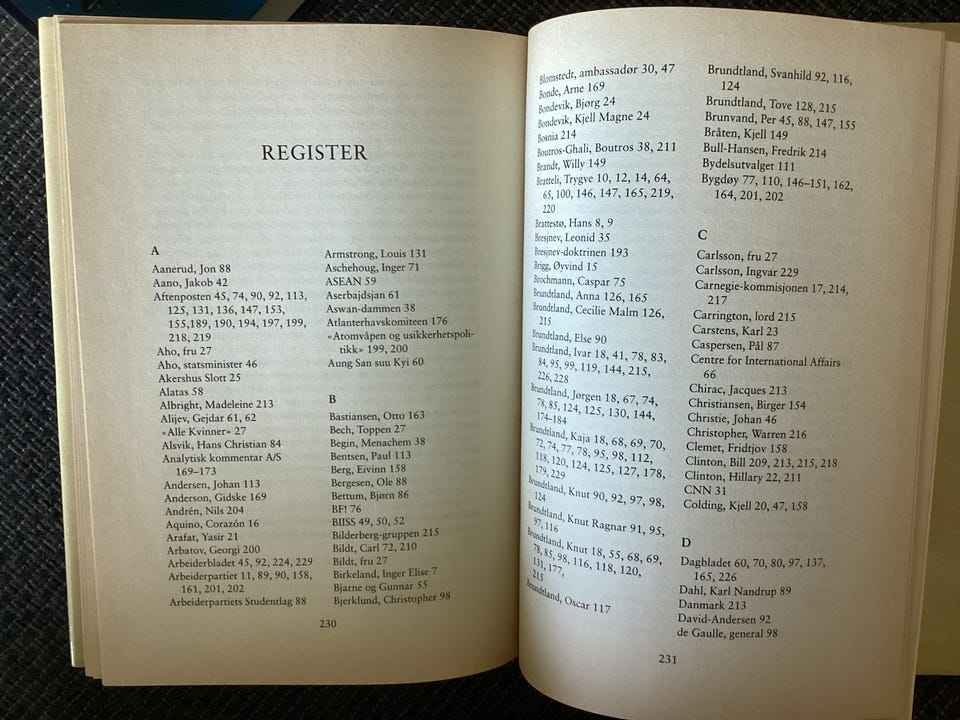 REGISTER
A
Aanerud, Jon 88
Aano, Jakob 42
Aftenposten 45, 74, 90, 92, 113,
125, 131, 136, 147, 153,
155,189, 190, 194, 197, 199,
218, 219
Aho, fru 27
Aho, statsminister 46
Akershus Slott 25
Alatas 58
Albright, Madeleine 213
Alijev, Gejdar 61, 62
«Alle Kvinner» 27
Alsvik, Hans Christian 84
Analytisk kommentar A/S
169–173
Andersen, Johan 113
Anderson, Gidske 169
Andrén, Nils 204
Aquino, Corazón 16
Arafat, Yasir 21
Arbatov, Georgi 200
Arbeiderbladet 45, 92, 224, 229
Arbeiderpartiet 11, 89, 90, 158,
161, 201, 202
Arbeiderpartiets Studentlag 88
Armstrong, Louis 131
Aschehoug, Inger 71
ASEAN 59
Aserbajdsjan 61
Aswan-dammen 38
Atlanterhavskomiteen 176
«Atomvåpen og usikkerhetspoli-
tikk» 199, 200
Aung San suu Kyi 60
B
Bastiansen, Otto 163
Bech, Toppen 27
Begin, Menachem 38
Bentsen, Paul 113
Berg, Eivinn 158
Bergesen, Ole 88
Bettum, Bjørn 86
BF! 76
BIISS 49, 50, 52
Bilderberg-gruppen 215
Bildt, Carl 72, 210
Bildt, fru 27
Birkeland, Inger Elise 7
Bjarne og Gunnar 55
Bjerklund, Christopher 98
230
Blomstedt, ambassadør 30, 47
Bonde, Arne 169
Bondevik, Bjørg 24
Bondevik, Kjell Magne 24
Bosnia 214
Boutros-Ghali, Boutros 38, 211
Brandt, Willy 149
Bratteli, Trygve 10, 12, 14, 64,
65, 100, 146, 147, 165, 219,
220
Brattestø, Hans 8, 9
Bresjnev, Leonid 35
Bresjnev-doktrinen 193
Brigg, Øyvind 15
Brochmann, Caspar 75
Brundtland, Anna 126, 165
Brundtland, Cecilie Malm 126,
215
Brundtland, Else 90
Brundtland, Ivar 18, 41, 78, 83,
84, 95, 99, 119, 144, 215,
226, 228
Brundtland, Jørgen 18, 67, 74,
78, 85, 124, 125, 130, 144,
174–184
Brundtland, Kaja 18, 68, 69, 70,
72, 74, 77, 78, 95, 98, 112,
118, 120, 124, 125, 127, 178,
179, 229
Brundtland, Knut 90, 92, 97, 98,
124
Brundtland, Knut Ragnar 91, 95,
97, 116
Brundtland, Knut 18, 55, 68, 69,
78, 85, 98, 116, 118, 120,
131, 177,
215
Brundtland, Oscar 117
Brundtland, Svanhild 92, 116,
124
Brundtland, Tove 128, 215
Brunvand, Per 45, 88, 147, 155
Bråten, Kjell 149
Bull-Hansen, Fredrik 214
Bydelsutvalget 111
Bygdøy 77, 110, 146–151, 162,
164, 201, 202
C
Carlsson, fru 27
Carlsson, Ingvar 229
Carnegie-kommisjonen 17, 214,
217
Carrington, lord 215
Carstens, Karl 23
Caspersen, Pål 87
Centre for International Affairs
66
Chirac, Jacques 213
Christiansen, Birger 154
Christie, Johan 46
Christopher, Warren 216
Clemet, Fridtjov 158
Clinton, Bill 209, 213, 215, 218
Clinton, Hillary 22, 211
CNN 31
Colding, Kjell 20, 47, 158
D
Dagbladet 60, 70, 80, 97, 137,
165, 226
Dahl, Karl Nandrup 89
Danmark 213
David-Andersen 92
de Gaulle, general 98
231